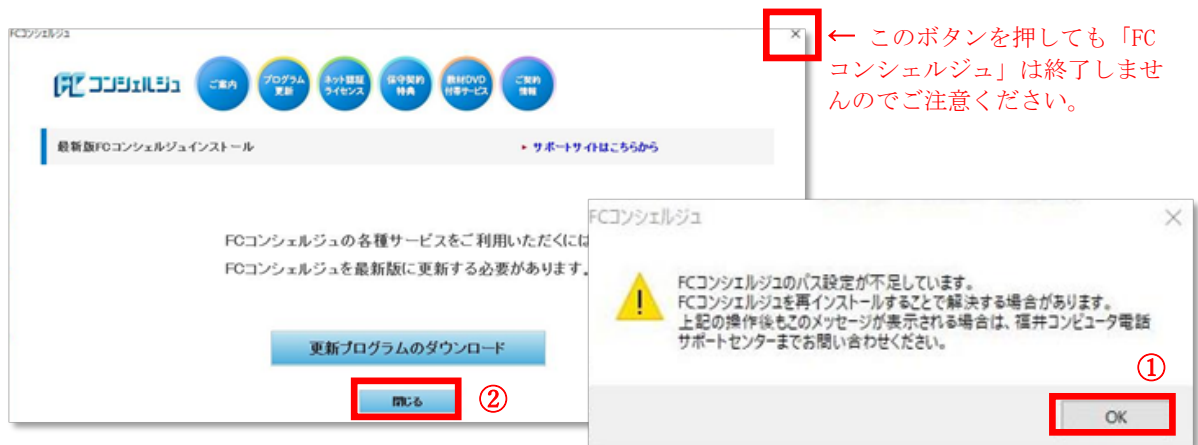 FCコンシェルジュ
×
← このボタンを押しても「FC
コンシェルジュ」は終了しませ
んのでご注意ください。
FC コンシェルジュ
ご案内
プログラム
更新
ネット認証
ライセンス
保守契約
特典
教材DVD
付帯サービス
ご契約
情報
最新版FCコンシェルジュインストール
サポートサイトはこちらから
FCコンシェルジュの各種サービスをご利用いただくには
FCコンシェルジュを最新版に更新する必要があります。
更新プログラムのダウンロード
閉じる
②
FCコンシェルジュ
×
FCコンシェルジュのパス設定が不足しています。
FCコンシェルジュを再インストールすることで解決する場合があります。
上記の操作後もこのメッセージが表示される場合は、福井コンピュータ電話
サポートセンターまでお問い合わせください。
①
OK